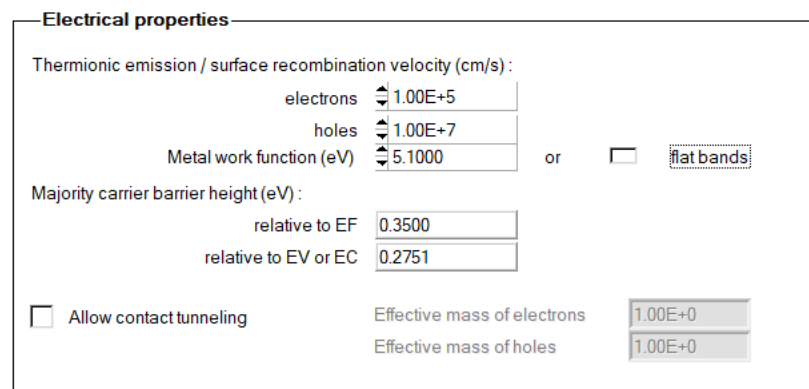 Electrical properties
Thermionic emission / surface recombination velocity (cm/s) :
electrons 1.00E+5
holes 1.00E+7
Metal work function (eV) 5.1000 or flat bands
Majority carrier barrier height (eV) :
relative to EF 0.3500
relative to EV or EC 0.2751
Allow contact tunneling Effective mass of electrons 1.00E+0
Effective mass of holes 1.00E+0